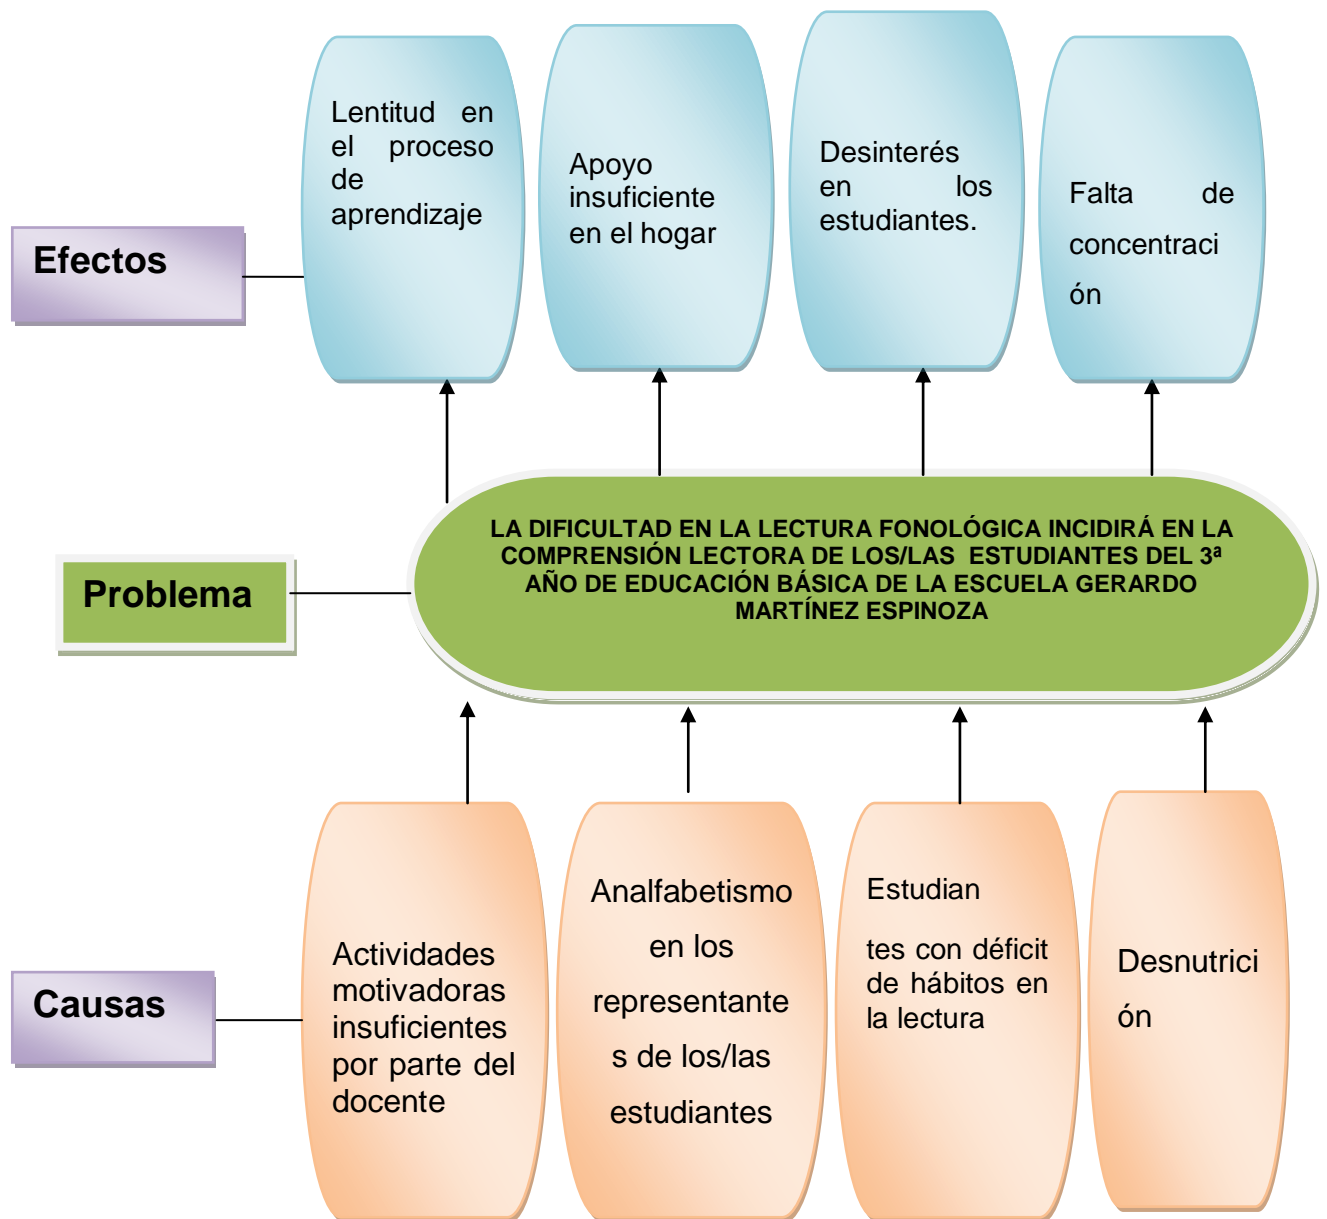 Lentitud en
el proceso
de
aprendizaje
Apoyo
insuficiente
en el hogar
Desinterés
en los
estudiantes.
Falta de
concentraci
ón
Efectos
LA DIFICULTAD EN LA LECTURA FONOLÓGICA INCIDIRÁ EN LA
COMPRENSIÓN LECTORA DE LOS/LAS ESTUDIANTES DEL 3ª
AÑO DE EDUCACIÓN BÁSICA DE LA ESCUELA GERARDO
MARTÍNEZ ESPINOZA
Problema
Actividades
motivadoras
insuficientes
por parte del
docente
Analfabetismo
en los
representante
s de los/las
estudiantes
Estudian
tes con déficit
de hábitos en
la lectura
Desnutrici
ón
Causas